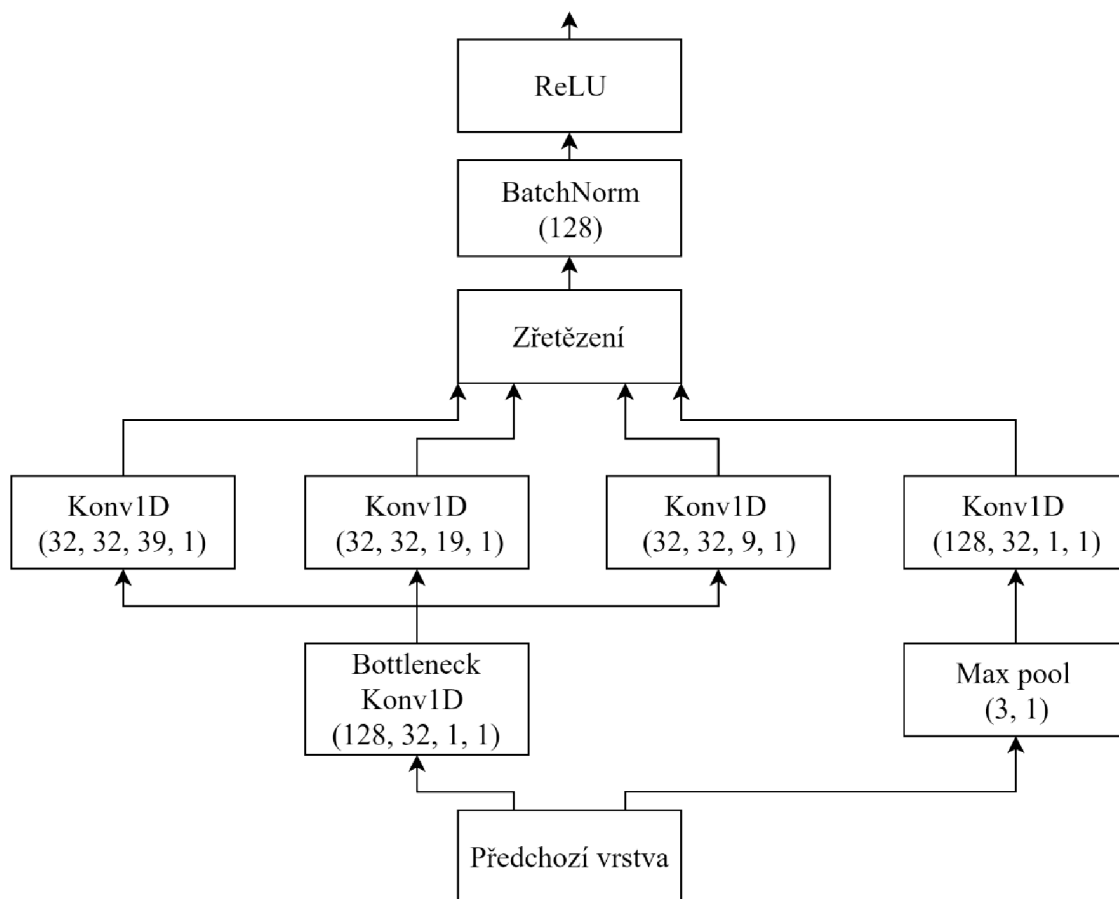 ReLU
BatchNorm
(128)
Zřetězení
Konv1D
(32, 32, 39, 1)
Konv1D
(32, 32, 19, 1)
Konv1D
(32, 32, 9, 1)
Konv1D
(128, 32, 1, 1)
Bottleneck
Konv1D
(128, 32, 1, 1)
Max pool
(3, 1)
Předchozí vrstva